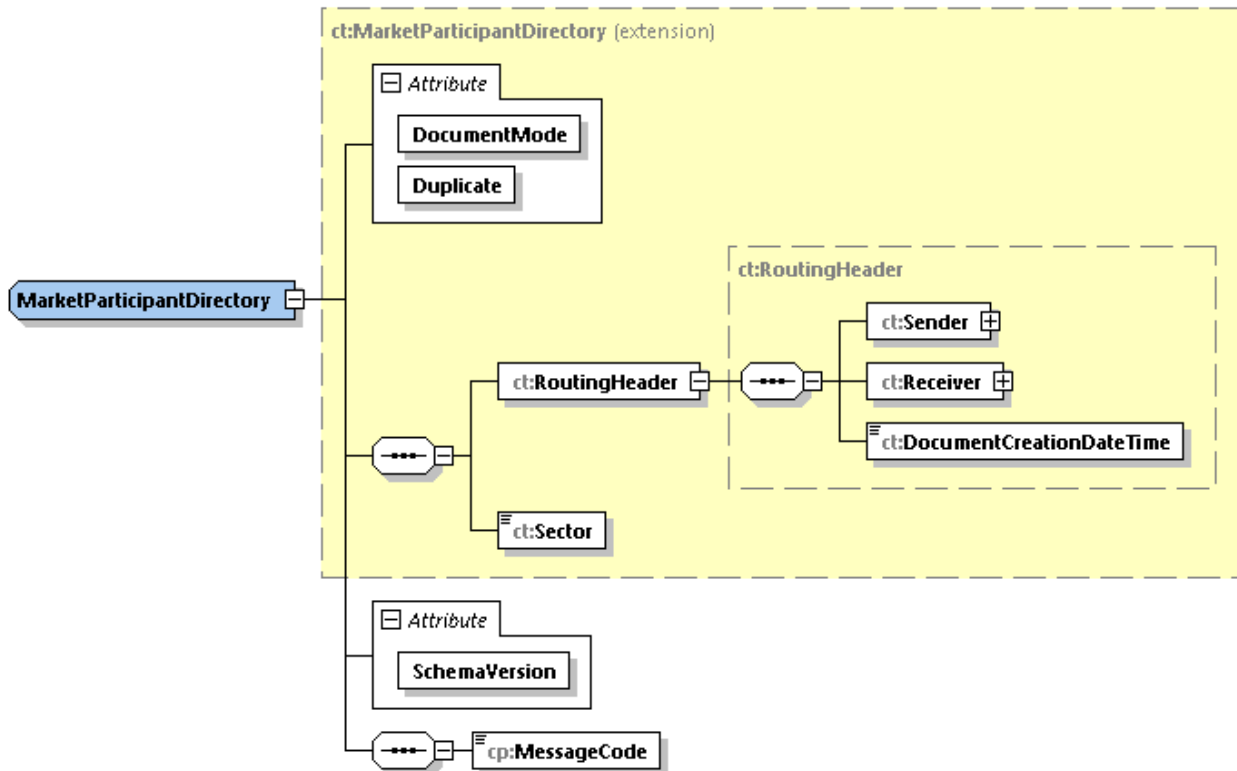 ct:MarketParticipantDirectory (extension)
Attribute
DocumentMode
Duplicate
MarketParticipantDirectory
ct:RoutingHeader
ct:Sender
ct:RoutingHeader
ct:Receiver
ct:DocumentCreationDateTime
ct:Sector
Attribute
SchemaVersion
cp:MessageCode